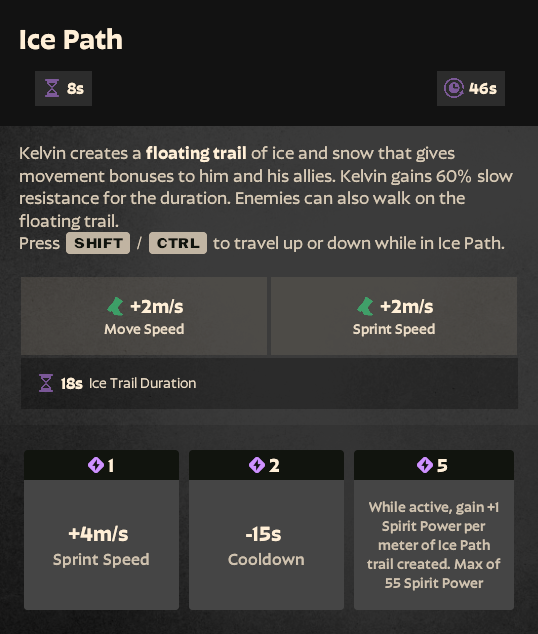 Ice Path
8s
46s
Kelvin creates a floating trail of ice and snow that gives
movement bonuses to him and his allies. Kelvin gains 60% slow
resistance for the duration. Enemies can also walk on the
floating trail.
Press SHIFT / CTRL to travel up or down while in Ice Path.
+2m/s
Move Speed
+2m/s
Sprint Speed
18s Ice Trail Duration
1
+4m/s
Sprint Speed
2
-15s
Cooldown
5
While active, gain +1
Spirit Power per
meter of Ice Path
trail created. Max of
55 Spirit Power